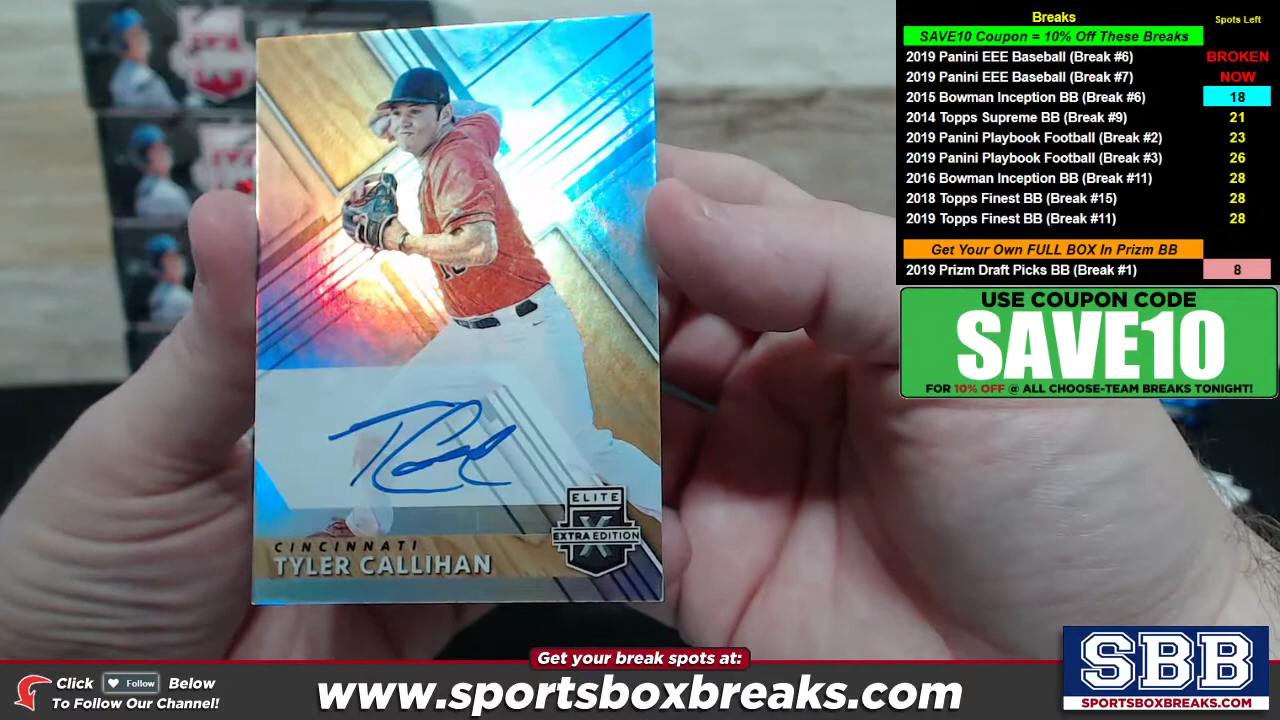 Breaks Spots Left
SAVE10 Coupon = 10% Off These Breaks
2019 Panini EEE Baseball (Break #6) BROKEN
2019 Panini EEE Baseball (Break #7) NOW
2015 Bowman Inception BB (Break #6) 18
2014 Topps Supreme BB (Break #9) 21
2019 Panini Playbook Football (Break #2) 23
2019 Panini Playbook Football (Break #3) 26
2016 Bowman Inception BB (Break #11) 28
2018 Topps Finest BB (Break #15) 28
2019 Topps Finest BB (Break #11) 28
Get Your Own FULL BOX In Prizm BB
2019 Prizm Draft Picks BB (Break #1) 8
USE COUPON CODE
SAVE10
FOR 10% OFF @ ALL CHOOSE-TEAM BREAKS TONIGHT!
ELITE
X
EXTRA EDITION
CINCINNATI
TYLER CALLIHAN
Get your break spots at:
Click Follow Below
To Follow Our Channel!
www.sportsboxbreaks.com
SBB
SPORTSBOXBREAKS.COM